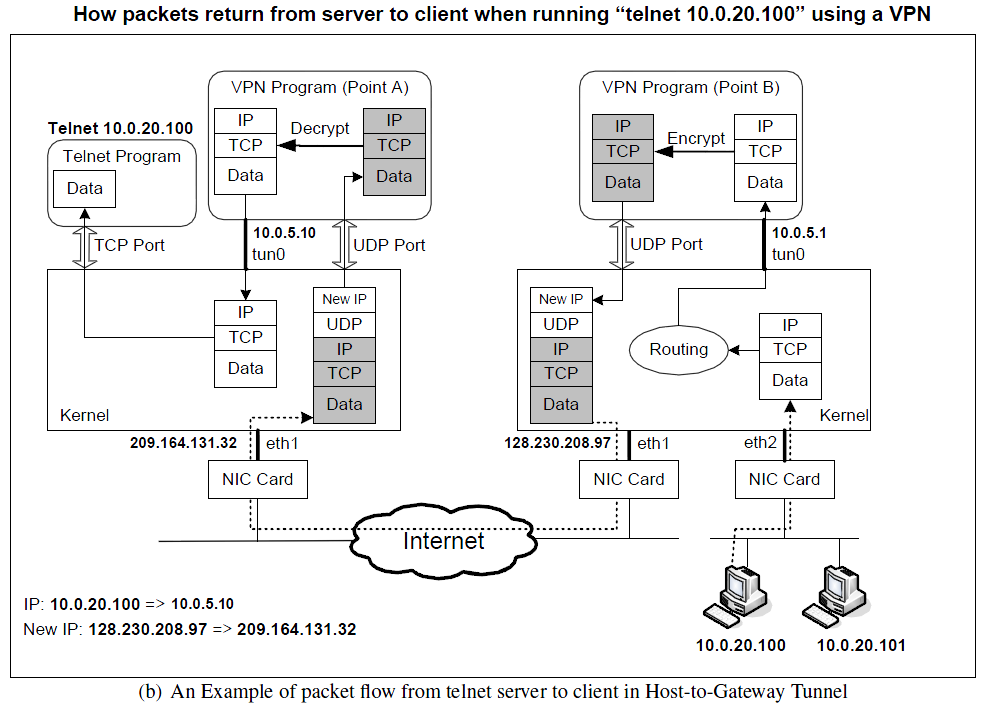 How packets return from server to client when running “telnet 10.0.20.100” using a VPN
VPN Program (Point A)
IP
TCP
Data
Decrypt
IP
TCP
Data
Telnet 10.0.20.100
Telnet Program
Data
TCP Port
10.0.5.10
tun0
UDP Port
IP
TCP
Data
New IP
UDP
IP
TCP
Data
Kernel
209.164.131.32
eth1
NIC Card
VPN Program (Point B)
IP
TCP
Data
Encrypt
IP
TCP
Data
UDP Port
10.0.5.1
tun0
New IP
UDP
IP
TCP
Data
Routing
IP
TCP
Data
Kernel
128.230.208.97
eth1
eth2
NIC Card
NIC Card
Internet
10.0.20.100
10.0.20.101
IP: 10.0.20.100 => 10.0.5.10
New IP: 128.230.208.97 => 209.164.131.32
(b) An Example of packet flow from telnet server to client in Host-to-Gateway Tunnel